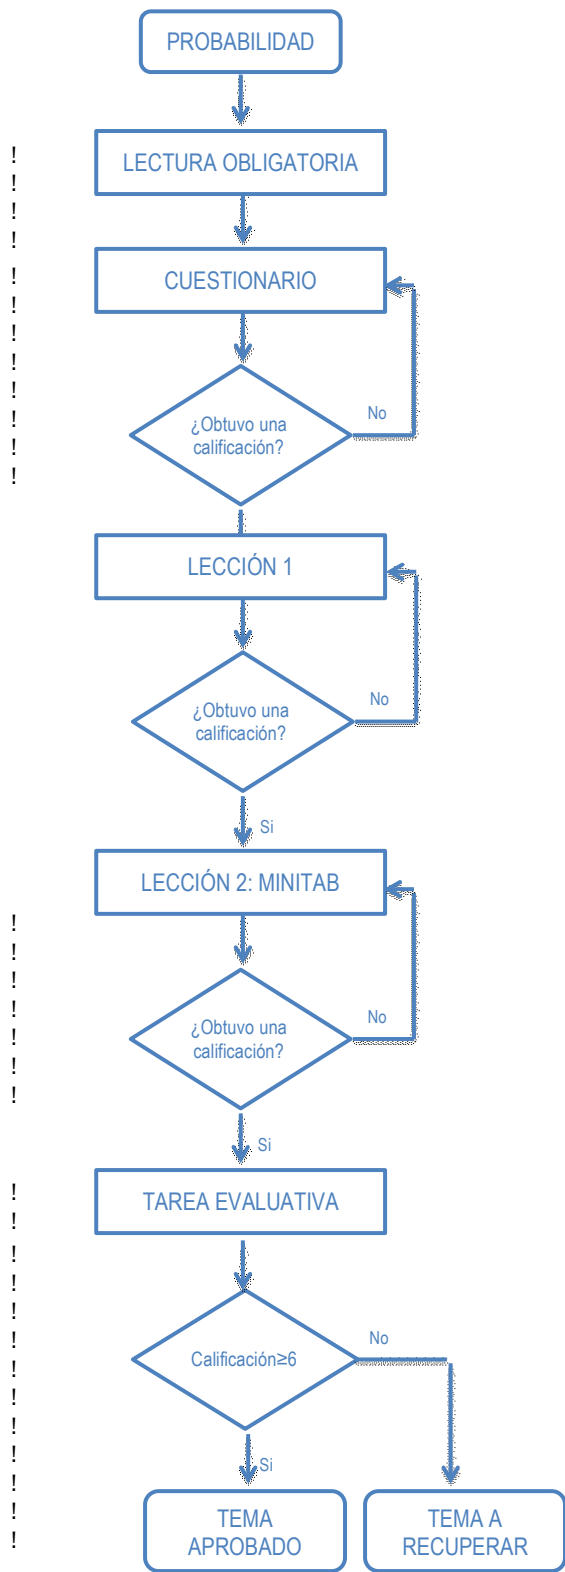 PROBABILIDAD
!
LECTURA OBLIGATORIA
!
!
!
!
CUESTIONARIO
!
!
!
!
¿Obtuvo una
calificación?
No
!
!
!
LECCIÓN 1
¿Obtuvo una
calificación?
No
Si
LECCIÓN 2: MINITAB
!
!
!
!
¿Obtuvo una
calificación?
No
!
!
!
Si
!
TAREA EVALUATIVA
!
!
!
!
!
Calificación≥6
No
!
!
!
!
Si
!
!
TEMA
APROBADO
TEMA A
RECUPERAR
!